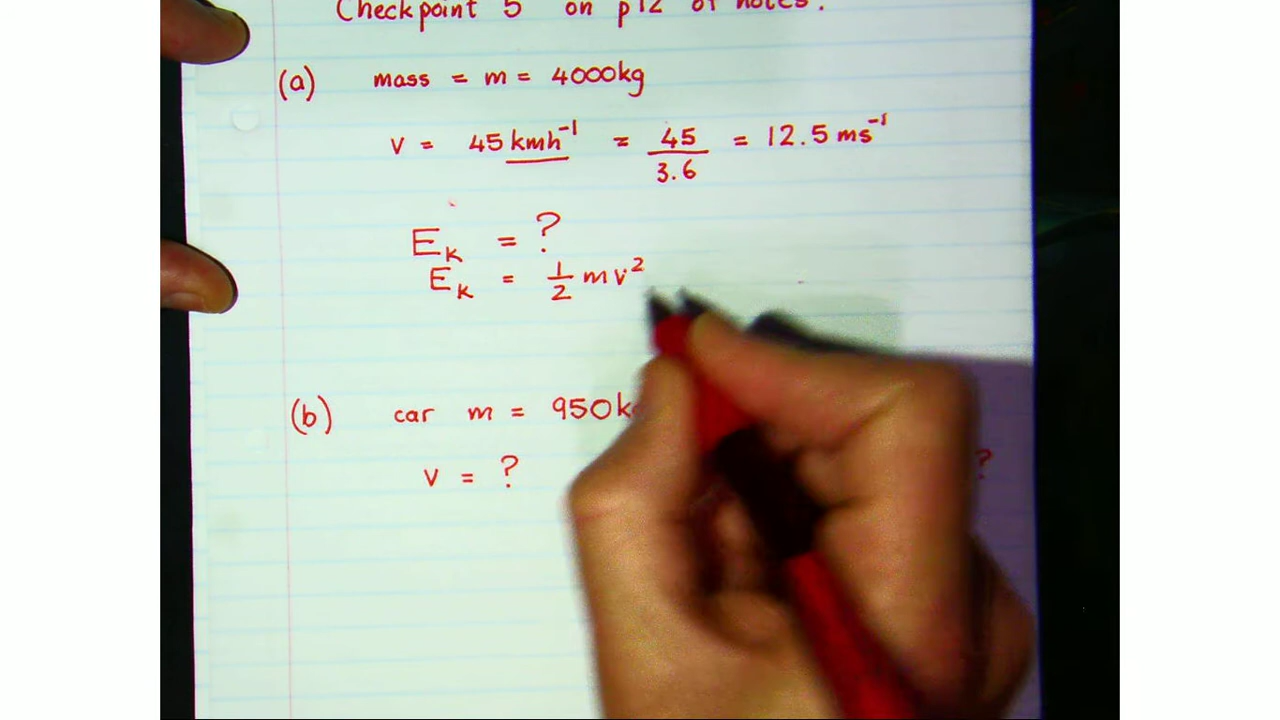 Checkpoint 5 on p12 of notes.
(a) mass = m = 4000kg
v = 45 kmh⁻¹ = 45/3.6 = 12.5 ms⁻¹
Eₖ = ?
Eₖ = 1/2 mv²
(b) car m = 950k
v = ? ?